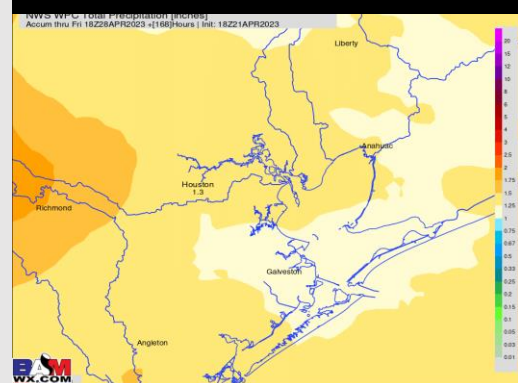 NWS WPC Total Precipitation [inches]
Accum thru Fri 18Z28APR2023 +[168]Hours | Init: 18Z21APR2023
Liberty
Anahuac
Houston
1.3
Richmond
Galveston
Angleton
BAM
WX.COM
20
15
12
10
8
6
5
4
3
2.5
2
1.75
1.5
1.25
1
0.75
0.67
0.5
0.33
0.25
0.2
0.15
0.1
0.05
0.03
0.01